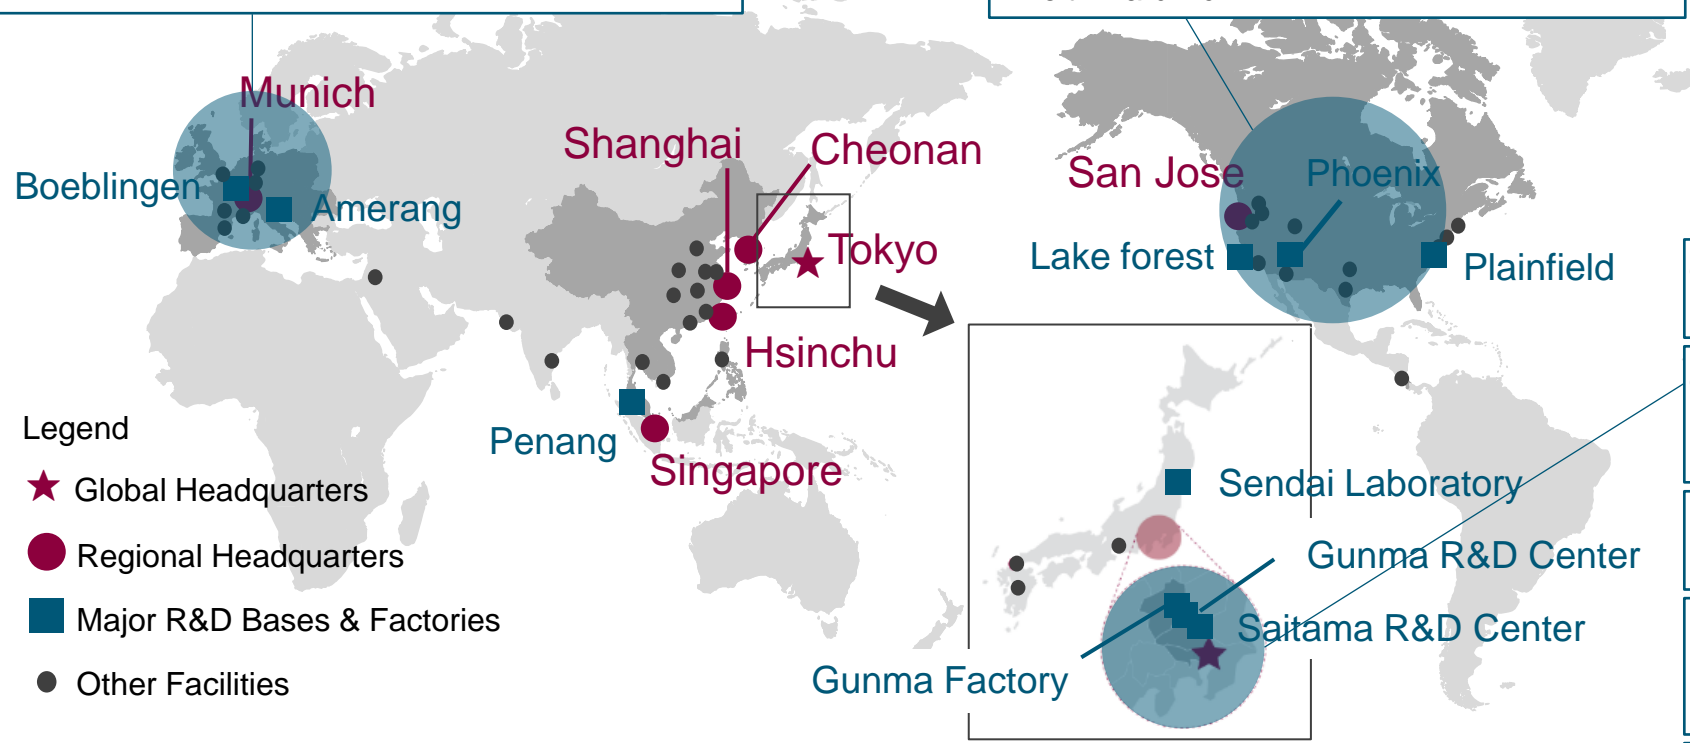 Munich
Shanghai
Cheonan
San Jose
Phoenix
Boeblingen
Amerang
Tokyo
Lake forest
Plainfield
Hsinchu
Legend
Penang
Singapore
Global Headquarters
Sendai Laboratory
Regional Headquarters
Gunma R&D Center
Major R&D Bases & Factories
Saitama R&D Center
Other Facilities
Gunma Factory